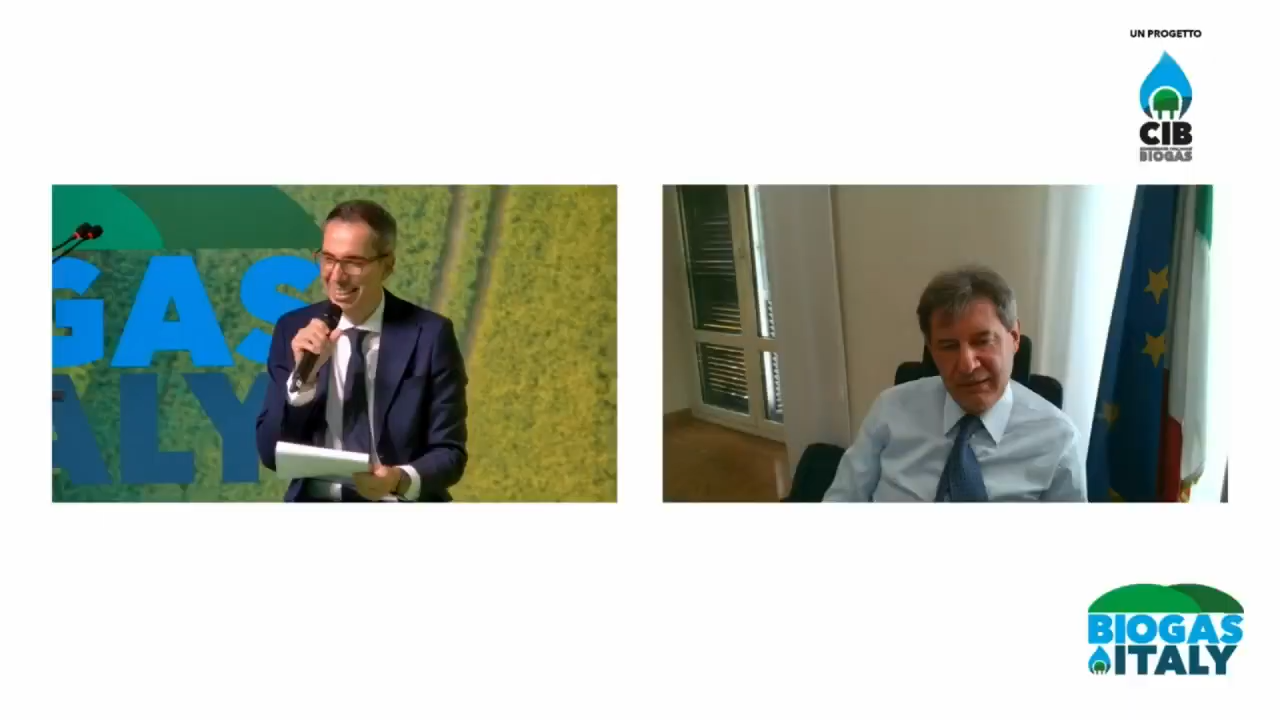 UN PROGETTO
CIB
BIOGAS
GAS
ALY
BIOGAS
ITALY